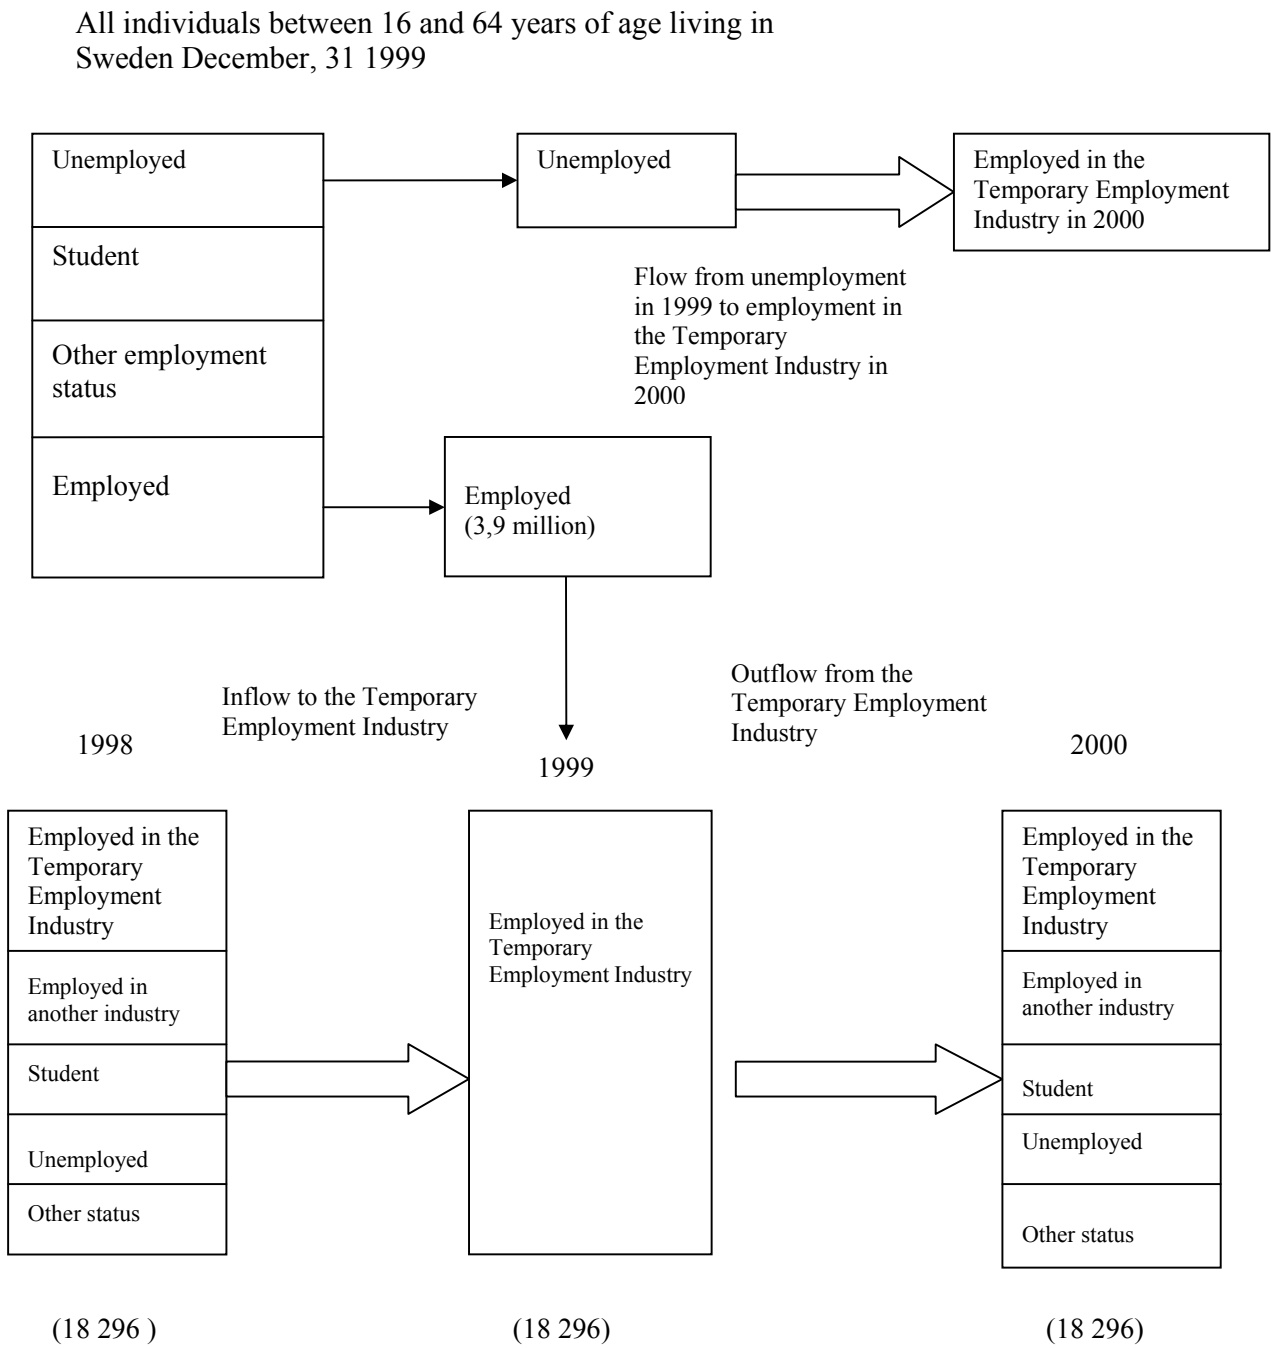 All individuals between 16 and 64 years of age living in
Sweden December, 31 1999
Unemployed
Student
Other employment
status
Employed
Unemployed
Employed in the
Temporary Employment
Industry in 2000
Flow from unemployment
in 1999 to employment in
the Temporary
Employment Industry in
2000
Employed
(3,9 million)
Inflow to the Temporary
Employment Industry
Outflow from the
Temporary Employment
Industry
1998
1999
2000
Employed in the
Temporary
Employment
Industry
Employed in
another industry
Student
Unemployed
Other status
Employed in the
Temporary
Employment Industry
Employed in the
Temporary
Employment
Industry
Employed in
another industry
Student
Unemployed
Other status
(18 296 )
(18 296)
(18 296)